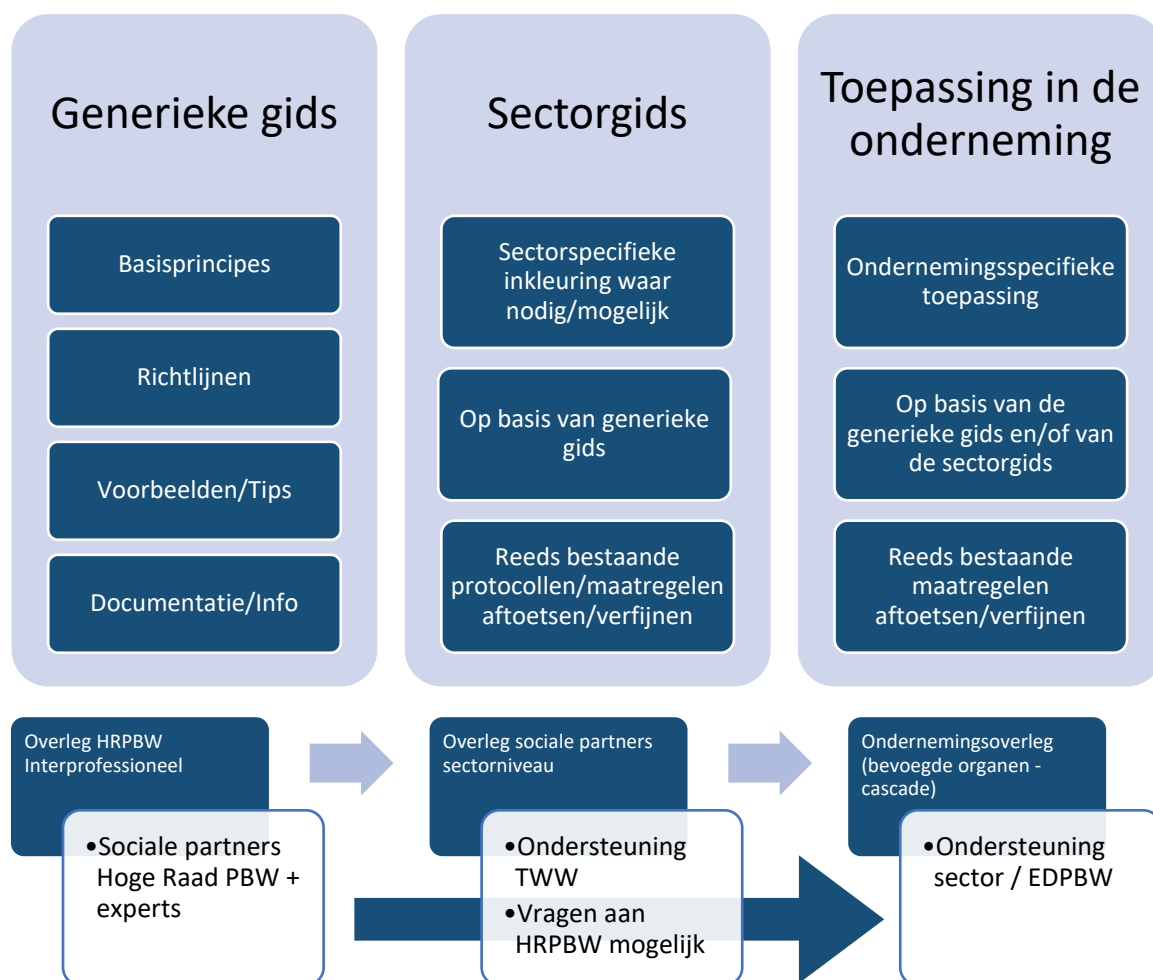 Generieke gids
Basisprincipes
Richtlijnen
Voorbeelden/Tips
Documentatie/Info
Sectorgids
Sectorspecifieke
inkleuring waar
nodig/mogelijk
Op basis van generieke
gids
Reeds bestaande
protocollen/maatregelen
aftoetsen/verfijnen
Toepassing in de
onderneming
Ondernemingsspecifieke
toepassing
Op basis van de
generieke gids en/of van
de sectorgids
Reeds bestaande
maatregelen
aftoetsen/verfijnen
Overleg HRPBW
Interprofessioneel
•Sociale partners
Hoge Raad PBW +
experts
Overleg sociale partners
sectorniveau
•Ondersteuning
TWW
•Vragen aan
HRPBW mogelijk
Ondernemingsoverleg
(bevoegde organen -
cascade)
•Ondersteuning
sector / EDPBW